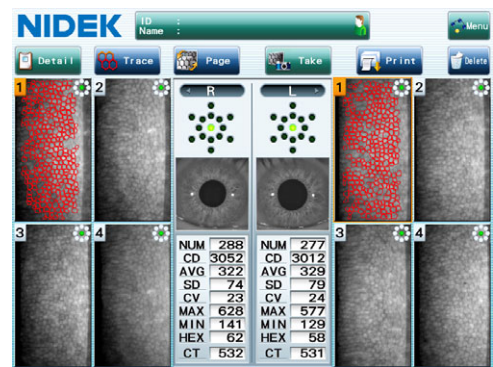 NIDEK
ID :
Name :
Menu
Detail
Trace
Page
Take
Print
Delete
1
2
R
L
1
2
3
4
NUM 288
CD 3052
AVG 322
SD 74
CV 23
MAX 628
MIN 141
HEX 62
CT 532
NUM 277
CD 3012
AVG 329
SD 79
CV 24
MAX 577
MIN 129
HEX 58
CT 531
3
4